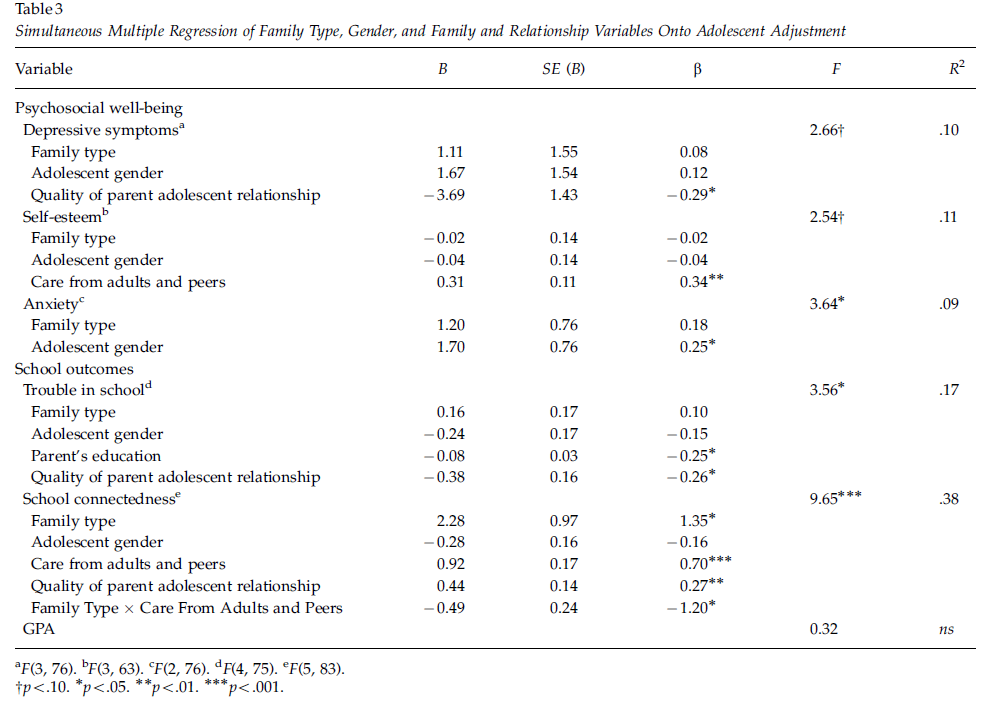 Table 3
Simultaneous Multiple Regression of Family Type, Gender, and Family and Relationship Variables Onto Adolescent Adjustment
Variable B SE (B) β F R²
Psychosocial well-being
Depressive symptomsᵃ 2.66† .10
Family type 1.11 1.55 0.08
Adolescent gender 1.67 1.54 0.12
Quality of parent adolescent relationship −3.69 1.43 −0.29*
Self-esteemᵇ 2.54† .11
Family type −0.02 0.14 −0.02
Adolescent gender −0.04 0.14 −0.04
Care from adults and peers 0.31 0.11 0.34**
Anxietyᶜ 3.64* .09
Family type 1.20 0.76 0.18
Adolescent gender 1.70 0.76 0.25*
School outcomes
Trouble in schoolᵈ 3.56* .17
Family type 0.16 0.17 0.10
Adolescent gender −0.24 0.17 −0.15
Parent's education −0.08 0.03 −0.25*
Quality of parent adolescent relationship −0.38 0.16 −0.26*
School connectednessᵉ 9.65*** .38
Family type 2.28 0.97 1.35*
Adolescent gender −0.28 0.16 −0.16
Care from adults and peers 0.92 0.17 0.70***
Quality of parent adolescent relationship 0.44 0.14 0.27**
Family Type × Care From Adults and Peers −0.49 0.24 −1.20*
GPA 0.32 ns
ᵃF(3, 76). ᵇF(3, 63). ᶜF(2, 76). ᵈF(4, 75). ᵉF(5, 83).
†p<.10. *p<.05. **p<.01. ***p<.001.